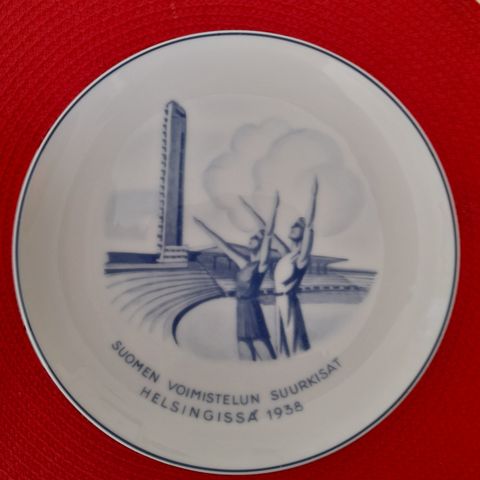 SUOMEN VOIMISTELUN SUURKISAT
HELSINGISSÄ 1938